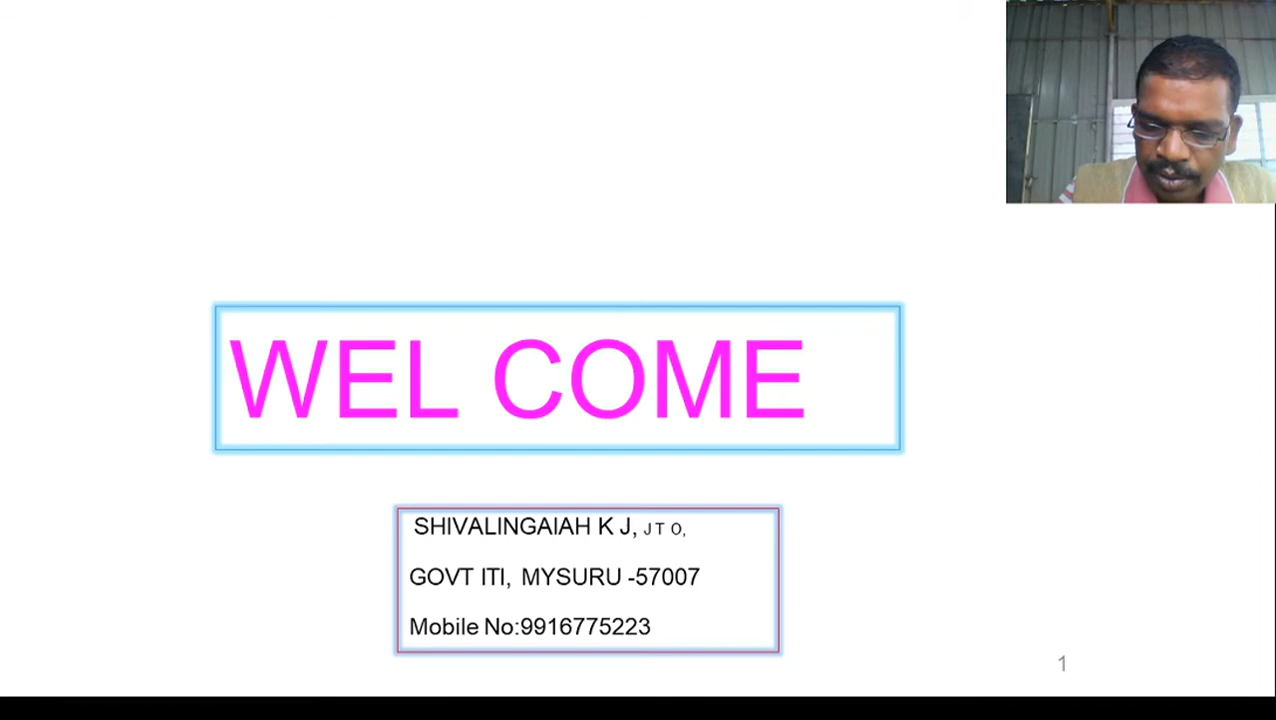 WEL COME
SHIVALINGAIAH K J, J T O,
GOVT ITI, MYSURU -57007
Mobile No:9916775223
1